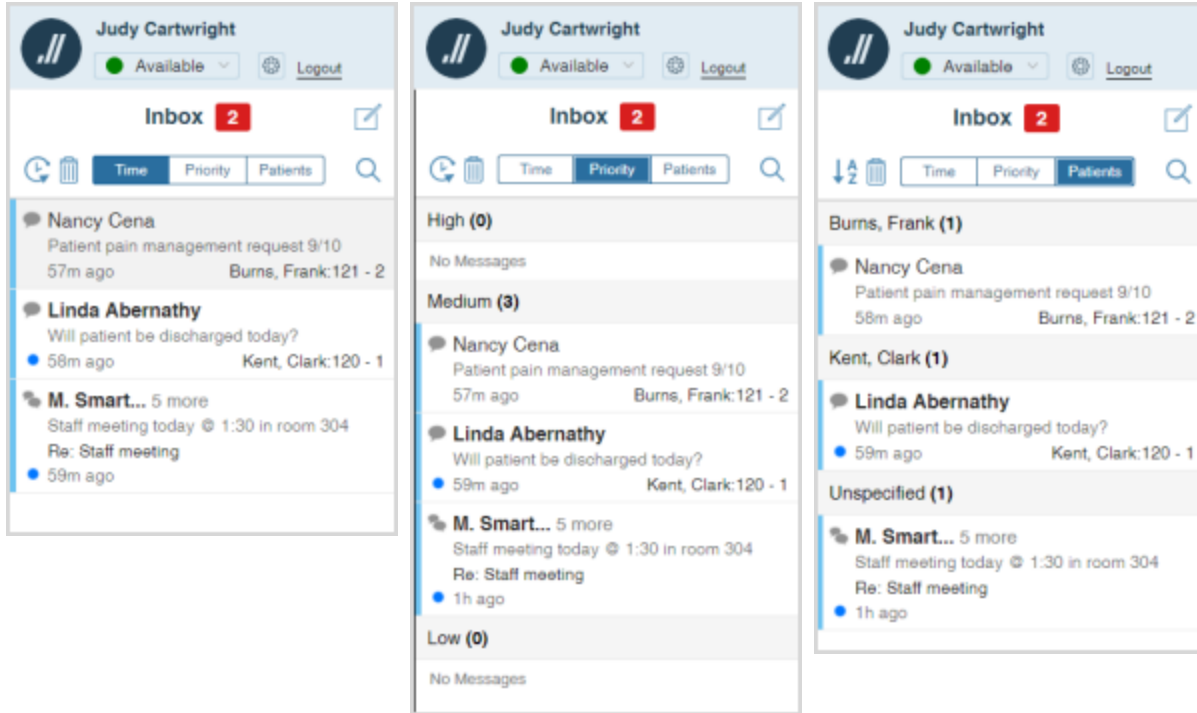 Judy Cartwright
Available
Logout
Inbox 2
Time Priority Patients
Nancy Cena
Patient pain management request 9/10
57m ago Burns, Frank:121 - 2
Linda Abernathy
Will patient be discharged today?
58m ago Kent, Clark:120 - 1
M. Smart... 5 more
Staff meeting today @ 1:30 in room 304
Re: Staff meeting
59m ago
Judy Cartwright
Available
Logout
Inbox 2
Time Priority Patients
High (0)
No Messages
Medium (3)
Nancy Cena
Patient pain management request 9/10
57m ago Burns, Frank:121 - 2
Linda Abernathy
Will patient be discharged today?
59m ago Kent, Clark:120 - 1
M. Smart... 5 more
Staff meeting today @ 1:30 in room 304
Re: Staff meeting
1h ago
Low (0)
No Messages
Judy Cartwright
Available
Logout
Inbox 2
A
Z
Time Priority Patients
Burns, Frank (1)
Nancy Cena
Patient pain management request 9/10
58m ago Burns, Frank:121 - 2
Kent, Clark (1)
Linda Abernathy
Will patient be discharged today?
59m ago Kent, Clark:120 - 1
Unspecified (1)
M. Smart... 5 more
Staff meeting today @ 1:30 in room 304
Re: Staff meeting
1h ago